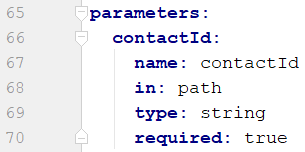 65 parameters:
66   contactId:
67     name: contactId
68     in: path
69     type: string
70     required: true